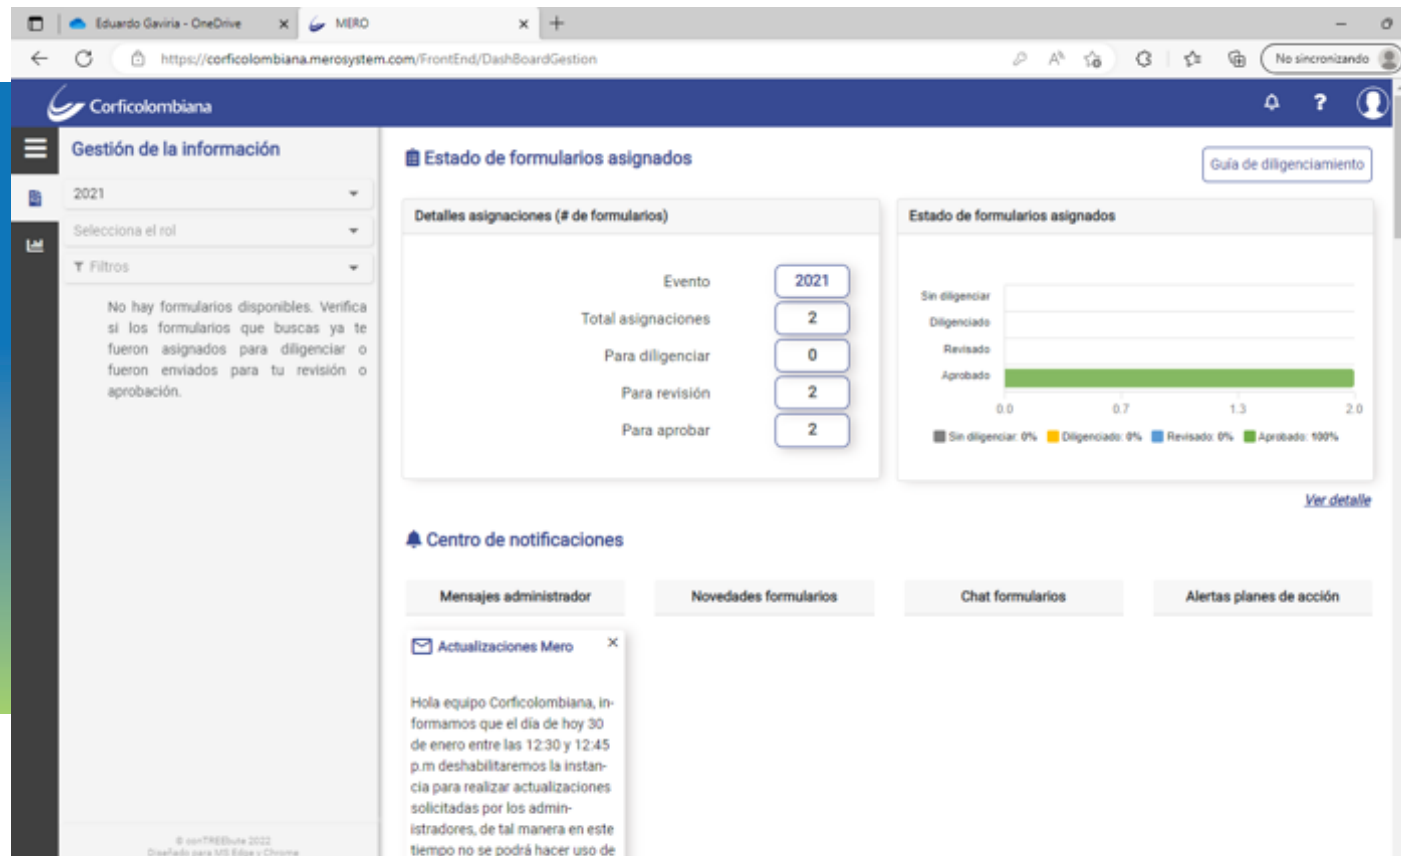 Eduardo Gaviria - OneDrive
MERO
https://corficolombiana.merosystem.com/FrontEnd/DashBoardGestion
No sincronizando
Corficolombiana
?
Gestión de la información
2021
Selecciona el rol
Filtros
No hay formularios disponibles. Verifica
si los formularios que buscas ya te
fueron asignados para diligenciar o
fueron enviados para tu revisión o
aprobación.
© conTREEbute 2022
Diseñado para MS Edge y Chrome
Estado de formularios asignados
Guía de diligenciamiento
Detalles asignaciones (# de formularios)
Evento 2021
Total asignaciones 2
Para diligenciar 0
Para revisión 2
Para aprobar 2
Estado de formularios asignados
Sin diligenciar
Diligenciado
Revisado
Aprobado
0.0 0.7 1.3 2.0
Sin diligenciar: 0% Diligenciado: 0% Revisado: 0% Aprobado: 100%
Ver detalle
Centro de notificaciones
Mensajes administrador
Novedades formularios
Chat formularios
Alertas planes de acción
Actualizaciones Mero
Hola equipo Corficolombiana, in-
formamos que el día de hoy 30
de enero entre las 12:30 y 12:45
p.m deshabilitaremos la instan-
cia para realizar actualizaciones
solicitadas por los admin-
istradores, de tal manera en este
tiempo no se podrá hacer uso de